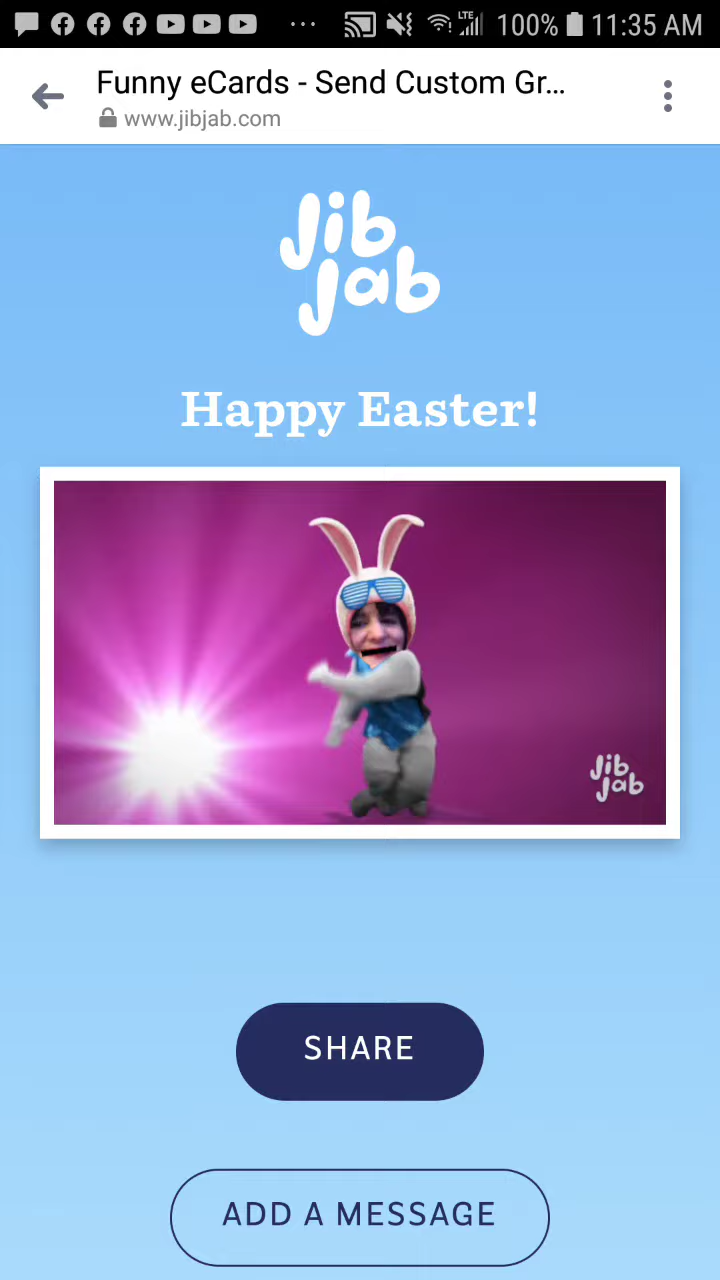 LTE 100% 11:35 AM
Funny eCards - Send Custom Gr...
www.jibjab.com
Jib
Jab
Happy Easter!
Jib
Jab
SHARE
ADD A MESSAGE